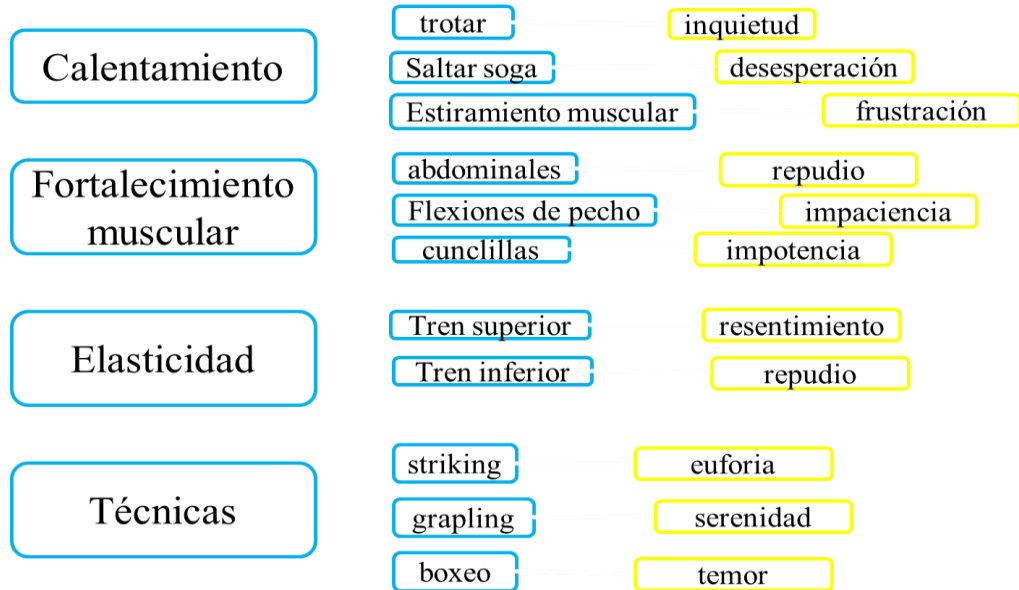 Calentamiento
trotar
inquietud
Saltar soga
desesperación
Estiramiento muscular
frustración
Fortalecimiento
muscular
abdominales
repudio
Flexiones de pecho
impaciencia
cunclillas
impotencia
Elasticidad
Tren superior
resentimiento
Tren inferior
repudio
Técnicas
striking
euforia
grapling
serenidad
boxeo
temor